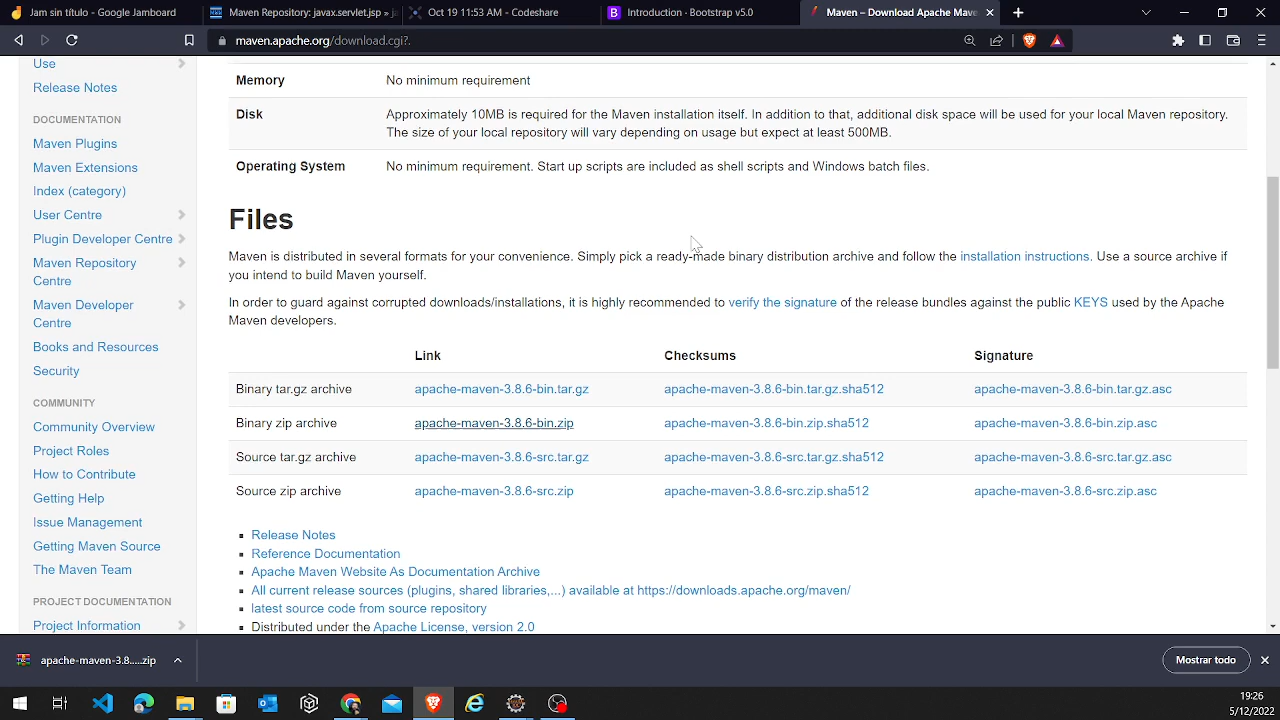 Jam sin título - Google Jamboard
Maven Repository: javax.servlet.jsp » ja
Oct 19 11:53 AM - Codeshare
Introduction · Bootstrap v5.0
Maven – Download Apache Mave
maven.apache.org/download.cgi?.
Use
Release Notes
DOCUMENTATION
Maven Plugins
Maven Extensions
Index (category)
User Centre
Plugin Developer Centre
Maven Repository
Centre
Maven Developer
Centre
Books and Resources
Security
COMMUNITY
Community Overview
Project Roles
How to Contribute
Getting Help
Issue Management
Getting Maven Source
The Maven Team
PROJECT DOCUMENTATION
Project Information
Memory No minimum requirement
Disk Approximately 10MB is required for the Maven installation itself. In addition to that, additional disk space will be used for your local Maven repository.
The size of your local repository will vary depending on usage but expect at least 500MB.
Operating System No minimum requirement. Start up scripts are included as shell scripts and Windows batch files.
Files
Maven is distributed in several formats for your convenience. Simply pick a ready-made binary distribution archive and follow the installation instructions. Use a source archive if
you intend to build Maven yourself.
In order to guard against corrupted downloads/installations, it is highly recommended to verify the signature of the release bundles against the public KEYS used by the Apache
Maven developers.
Link Checksums Signature
Binary tar.gz archive apache-maven-3.8.6-bin.tar.gz apache-maven-3.8.6-bin.tar.gz.sha512 apache-maven-3.8.6-bin.tar.gz.asc
Binary zip archive apache-maven-3.8.6-bin.zip apache-maven-3.8.6-bin.zip.sha512 apache-maven-3.8.6-bin.zip.asc
Source tar.gz archive apache-maven-3.8.6-src.tar.gz apache-maven-3.8.6-src.tar.gz.sha512 apache-maven-3.8.6-src.tar.gz.asc
Source zip archive apache-maven-3.8.6-src.zip apache-maven-3.8.6-src.zip.sha512 apache-maven-3.8.6-src.zip.asc
Release Notes
Reference Documentation
Apache Maven Website As Documentation Archive
All current release sources (plugins, shared libraries,...) available at https://downloads.apache.org/maven/
latest source code from source repository
Distributed under the Apache License, version 2.0
apache-maven-3.8....zip
Mostrar todo
19:26
5/12/2022